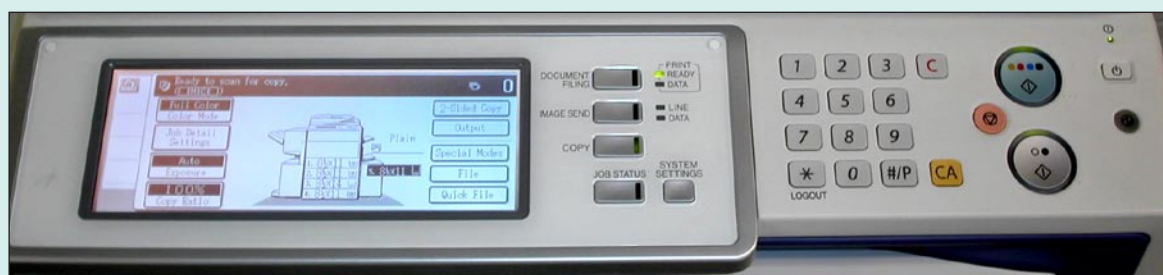 Ready to scan for copy.
0
Full Color
Color Mode
Job Detail
Settings
Auto
Exposure
100%
Copy Ratio
Plain
2-Sided Copy
Output
Special Modes
File
Quick File
DOCUMENT
FILING
IMAGE SEND
COPY
JOB STATUS
PRINT
READY
DATA
LINE
DATA
SYSTEM
SETTINGS
1 2 3 C
4 5 6
7 8 9
* 0 #/P CA
LOGOUT